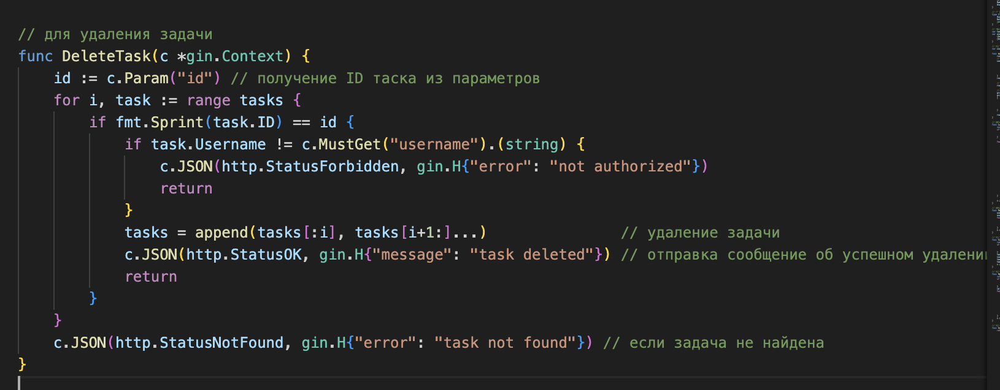 // для удаления задачи
func DeleteTask(c *gin.Context) {
    id := c.Param("id") // получение ID таска из параметров
    for i, task := range tasks {
        if fmt.Sprint(task.ID) == id {
            if task.Username != c.MustGet("username").(string) {
                c.JSON(http.StatusForbidden, gin.H{"error": "not authorized"})
                return
            }
            tasks = append(tasks[:i], tasks[i+1:]...)               // удаление задачи
            c.JSON(http.StatusOK, gin.H{"message": "task deleted"}) // отправка сообщение об успешном удалени
            return
        }
    }
    c.JSON(http.StatusNotFound, gin.H{"error": "task not found"}) // если задача не найдена
}